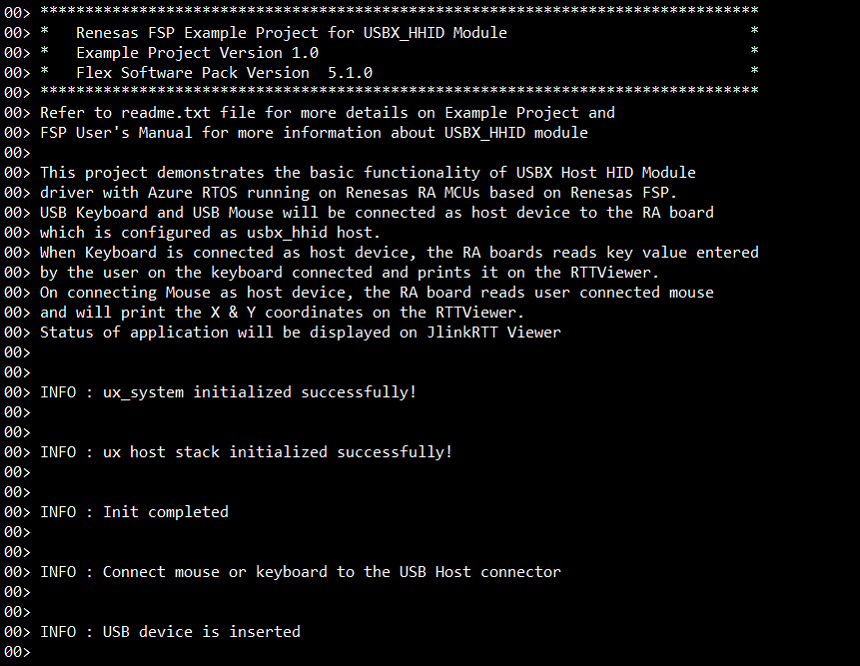 00> ********************************************************************************
00> *   Renesas FSP Example Project for USBX_HHID Module                           *
00> *   Example Project Version 1.0                                                *
00> *   Flex Software Pack Version  5.1.0                                          *
00> ********************************************************************************
00> Refer to readme.txt file for more details on Example Project and
00> FSP User's Manual for more information about USBX_HHID module
00>
00> This project demonstrates the basic functionality of USBX Host HID Module
00> driver with Azure RTOS running on Renesas RA MCUs based on Renesas FSP.
00> USB Keyboard and USB Mouse will be connected as host device to the RA board
00> which is configured as usbx_hhid host.
00> When Keyboard is connected as host device, the RA boards reads key value entered
00> by the user on the keyboard connected and prints it on the RTTViewer.
00> On connecting Mouse as host device, the RA board reads user connected mouse
00> and will print the X & Y coordinates on the RTTViewer.
00> Status of application will be displayed on JlinkRTT Viewer
00>
00>
00> INFO : ux_system initialized successfully!
00>
00>
00> INFO : ux host stack initialized successfully!
00>
00>
00> INFO : Init completed
00>
00>
00> INFO : Connect mouse or keyboard to the USB Host connector
00>
00>
00> INFO : USB device is inserted
00>